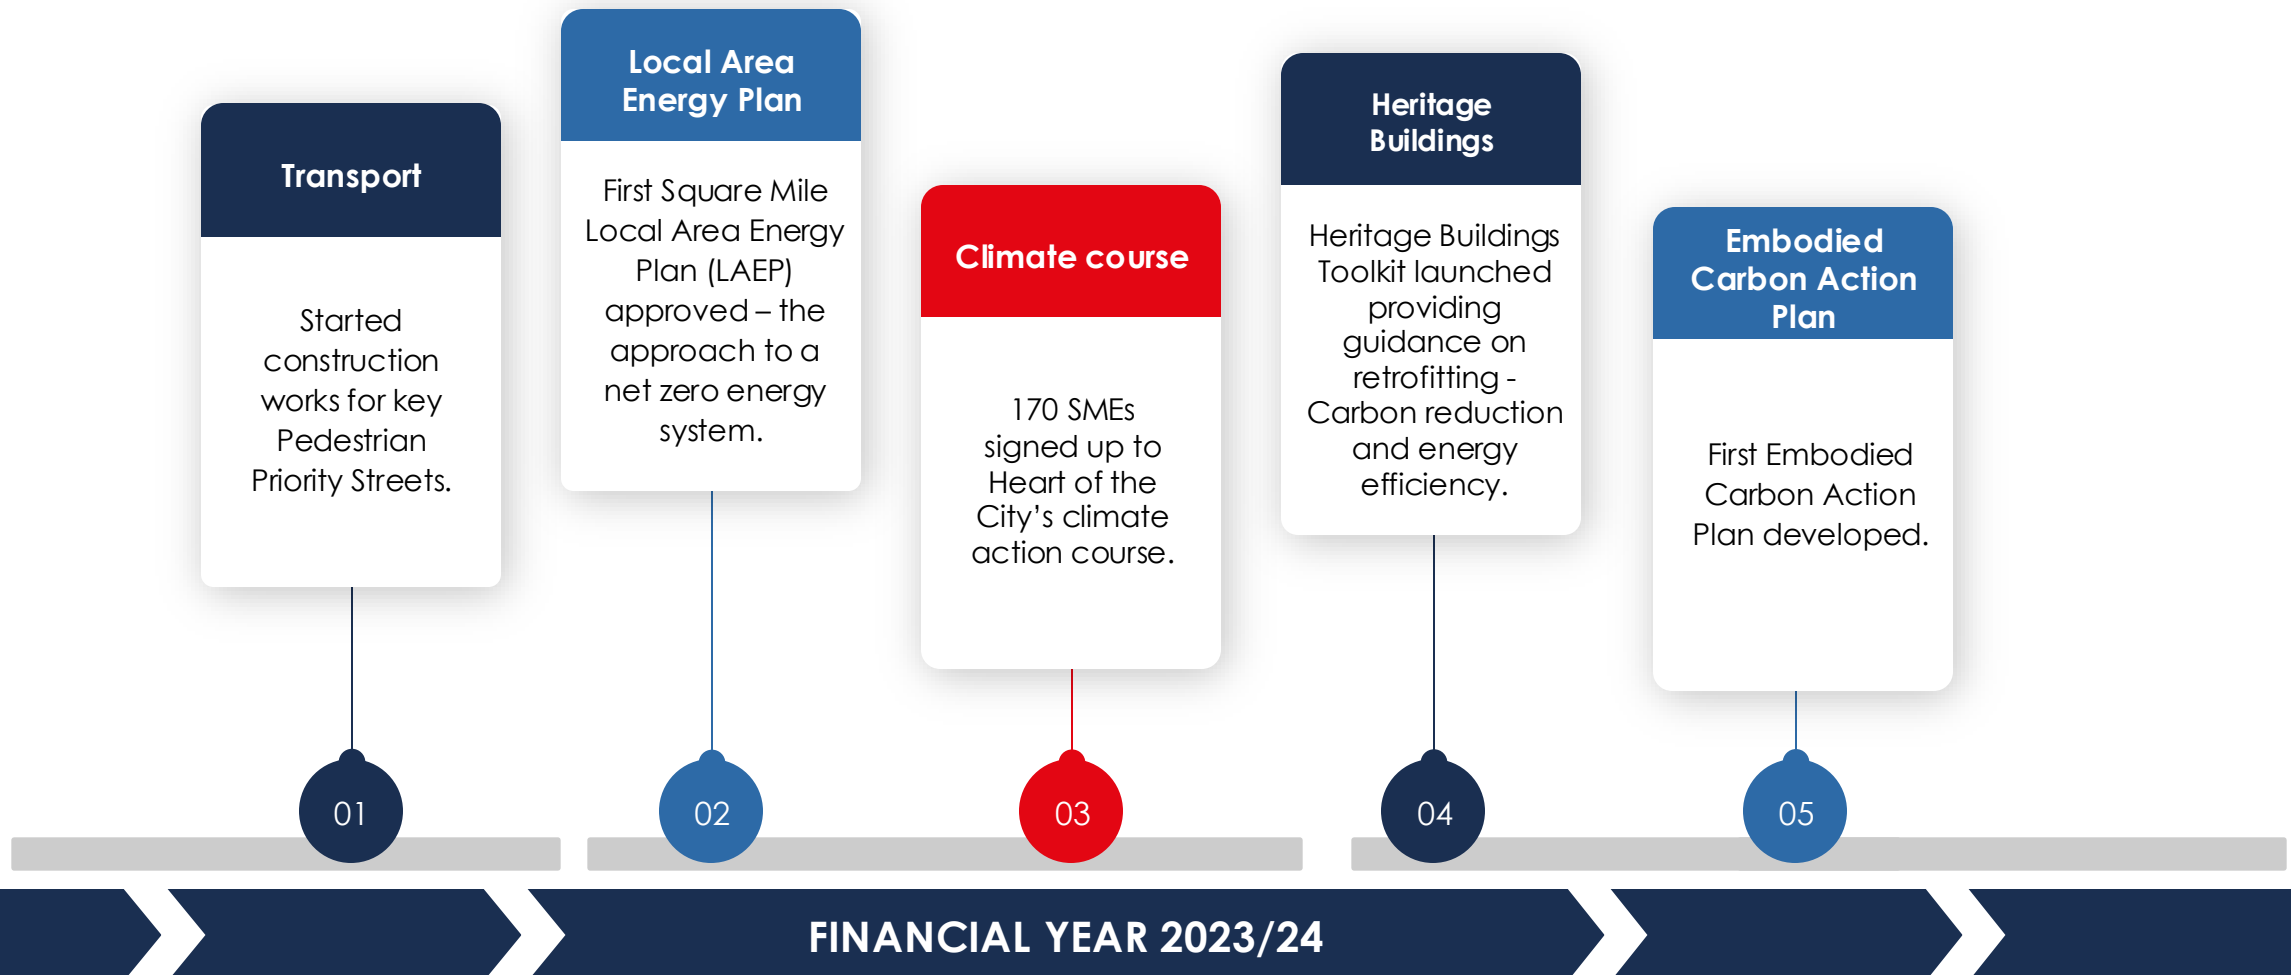 Transport
Started
construction
works for key
Pedestrian
Priority Streets.
01
Local Area
Energy Plan
First Square Mile
Local Area Energy
Plan (LAEP)
approved – the
approach to a
net zero energy
system.
02
Climate course
170 SMEs
signed up to
Heart of the
City’s climate
action course.
03
Heritage
Buildings
Heritage Buildings
Toolkit launched
providing
guidance on
retrofitting -
Carbon reduction
and energy
efficiency.
04
Embodied
Carbon Action
Plan
First Embodied
Carbon Action
Plan developed.
05
FINANCIAL YEAR 2023/24